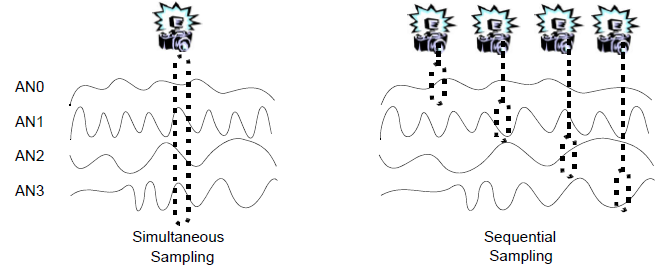 AN0
AN1
AN2
AN3
Simultaneous
Sampling
Sequential
Sampling